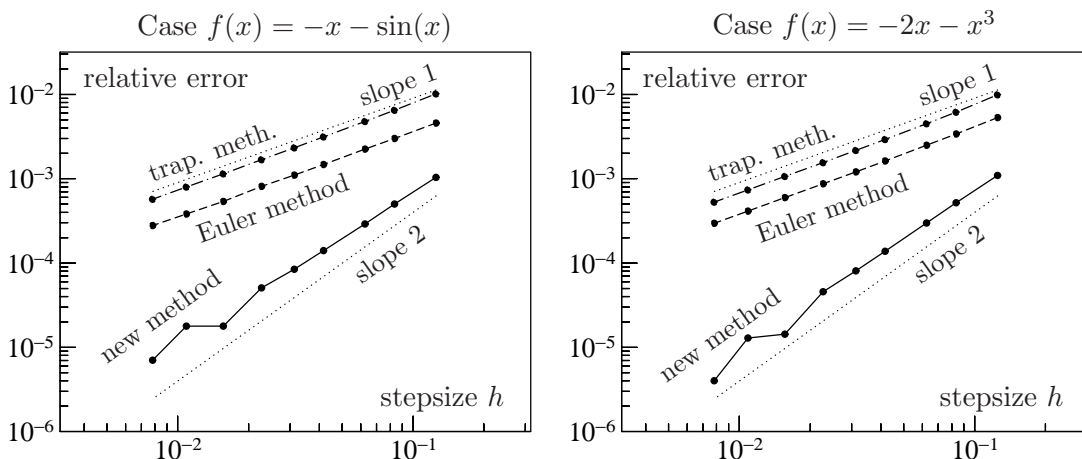 Case f(x) = −x − sin(x)
relative error
slope 1
trap. meth.
Euler method
slope 2
new method
stepsize h
10⁻²
10⁻³
10⁻⁴
10⁻⁵
10⁻⁶
10⁻²
10⁻¹
Case f(x) = −2x − x³
relative error
slope 1
trap. meth.
Euler method
slope 2
new method
stepsize h
10⁻²
10⁻³
10⁻⁴
10⁻⁵
10⁻⁶
10⁻²
10⁻¹